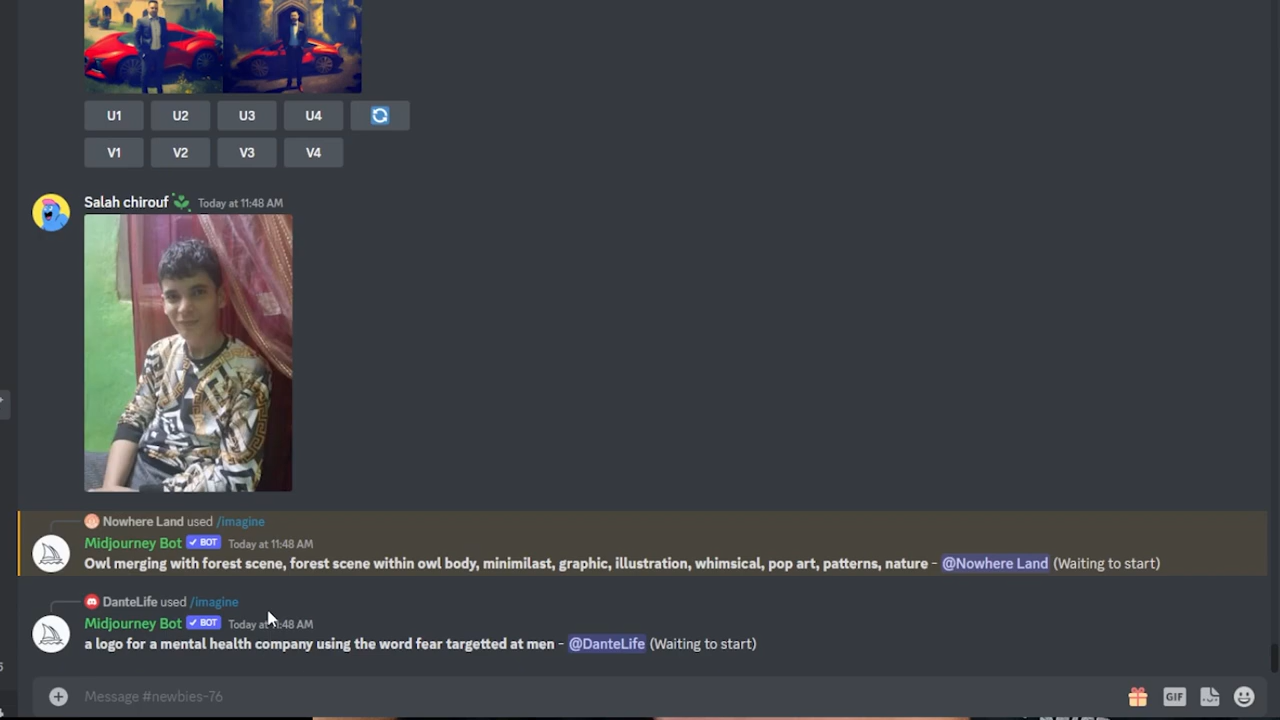 U1 U2 U3 U4
V1 V2 V3 V4
Salah chirouf Today at 11:48 AM
Nowhere Land used /imagine
Midjourney Bot ✓ BOT Today at 11:48 AM
Owl merging with forest scene, forest scene within owl body, minimilast, graphic, illustration, whimsical, pop art, patterns, nature - @Nowhere Land (Waiting to start)
DanteLife used /imagine
Midjourney Bot ✓ BOT Today at 11:48 AM
a logo for a mental health company using the word fear targetted at men - @DanteLife (Waiting to start)
Message #newbies-76
GIF